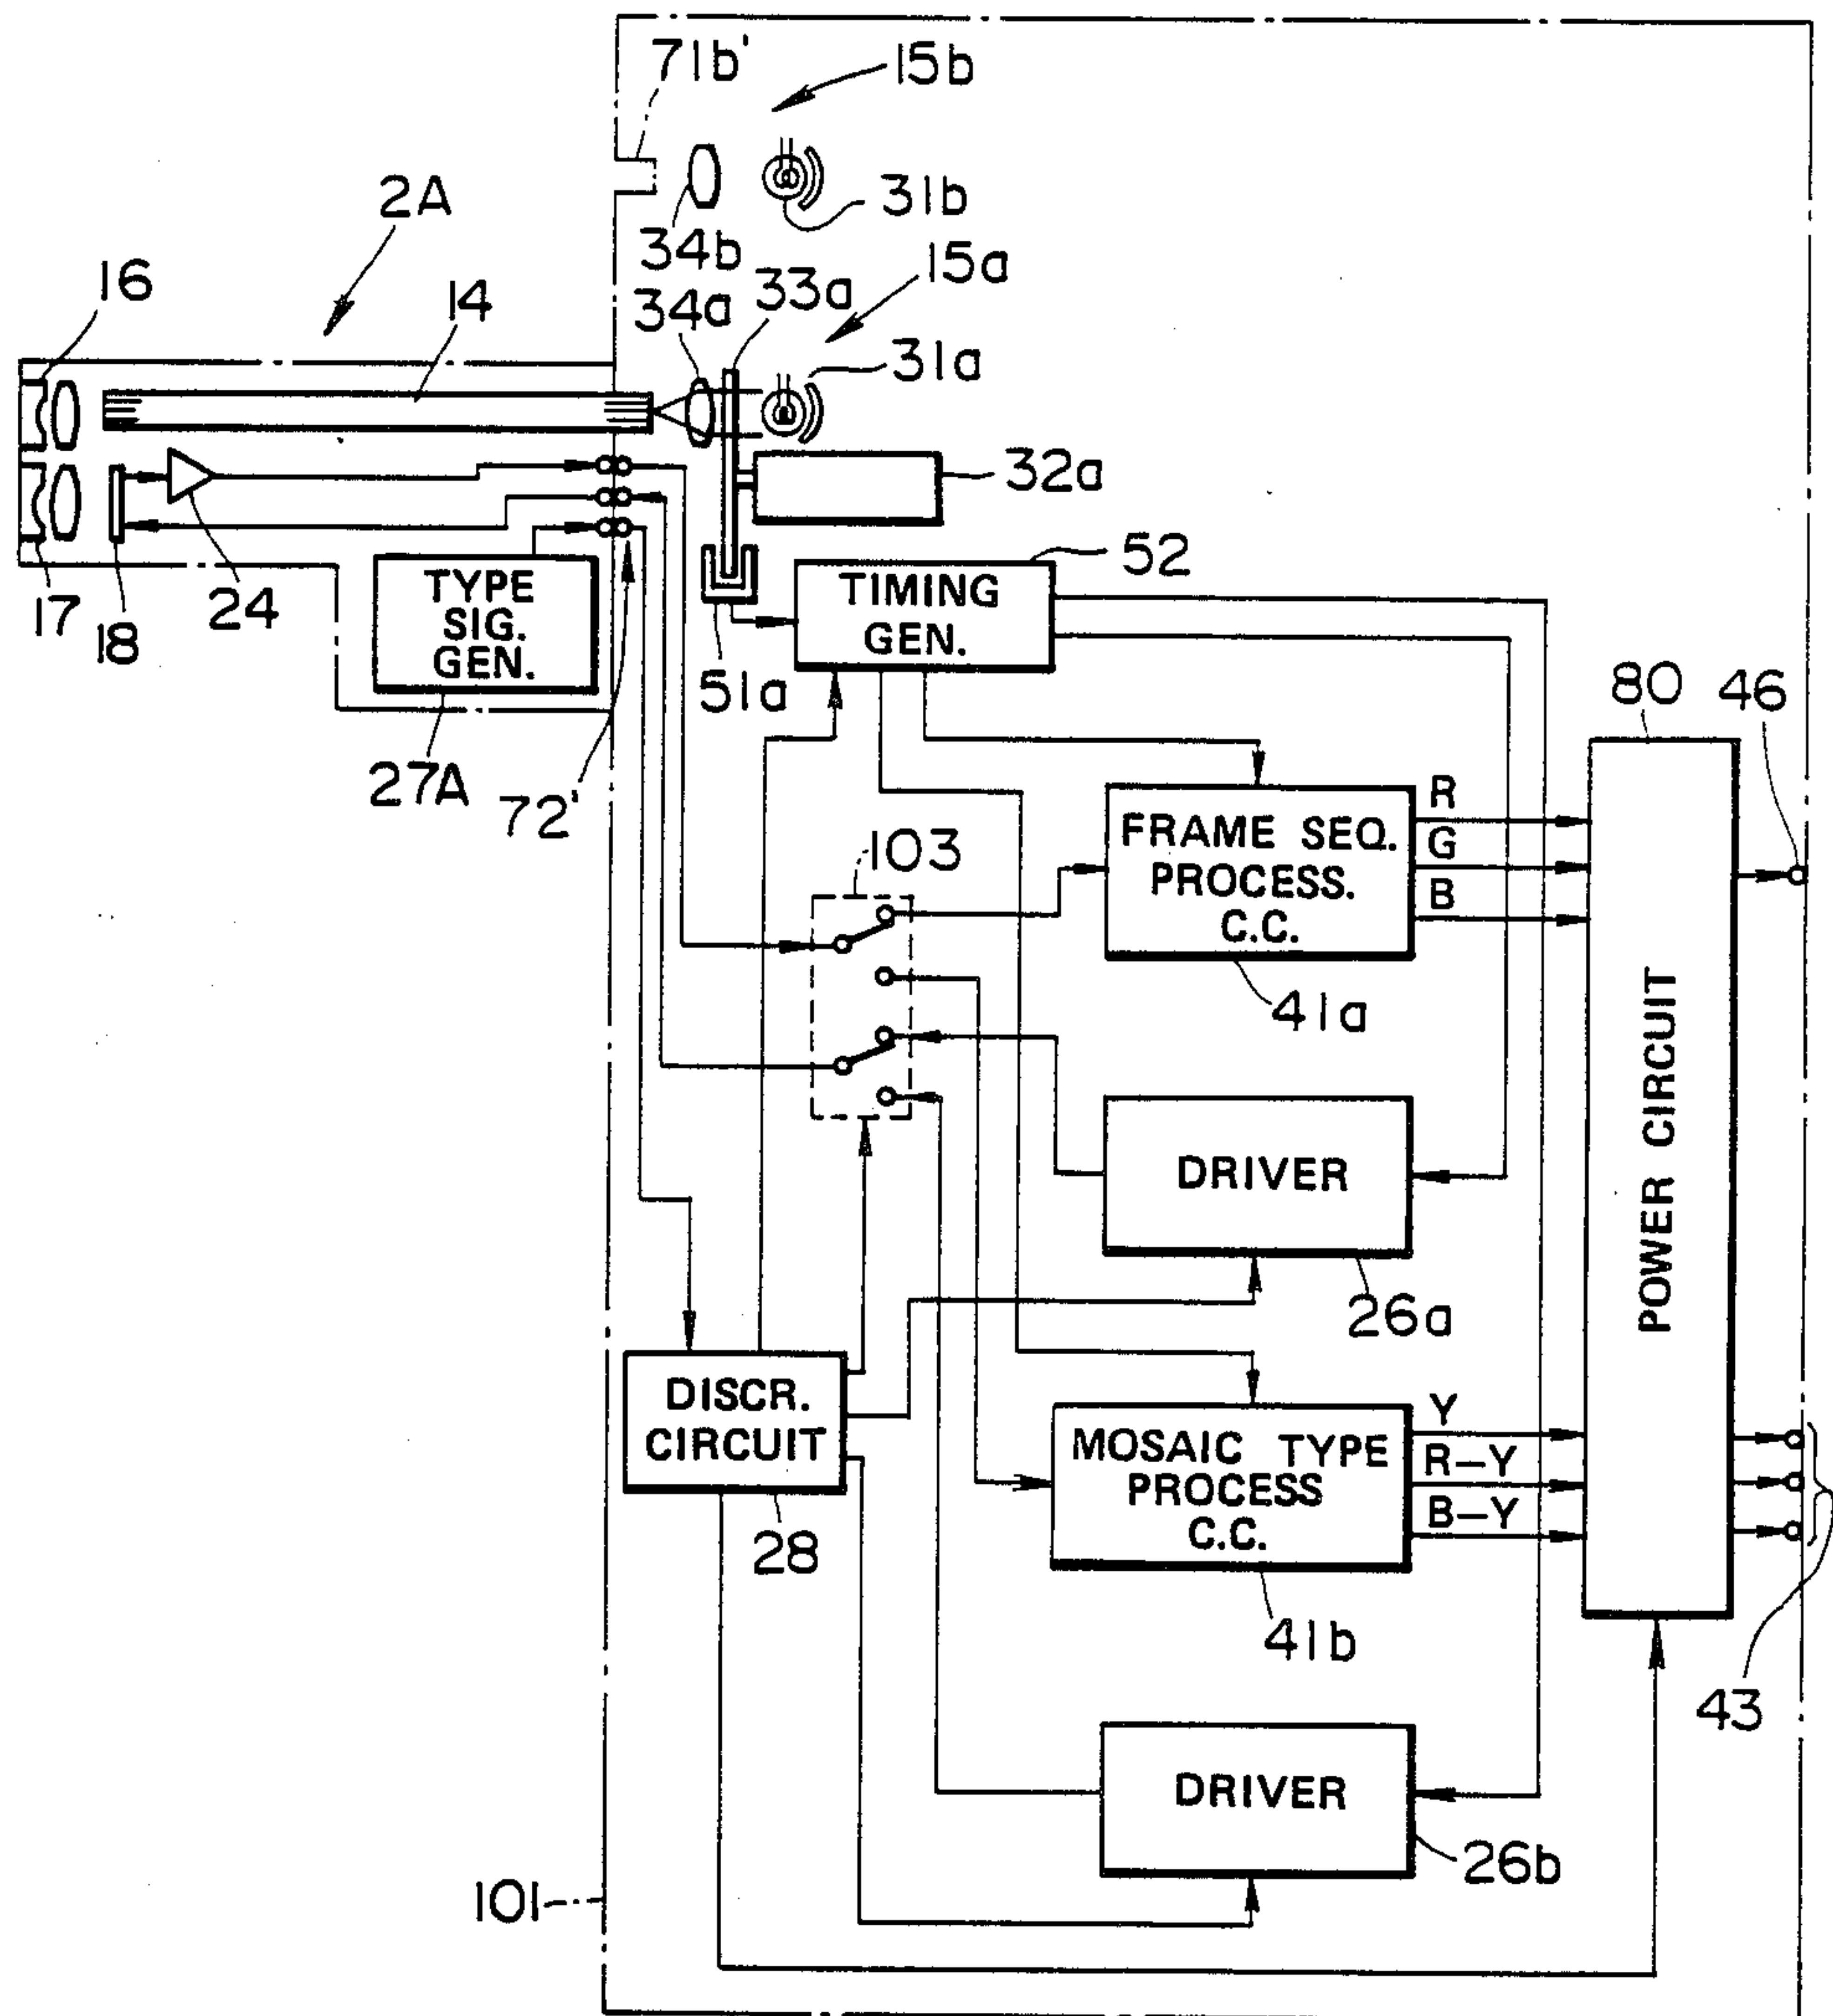 71b'
15b
2A
31b
34b
15a
16
14
34a
33a
31a
32a
52
TYPE
SIG.
GEN.
TIMING
GEN.
17
18
24
51a
80
46
27A
72'
R
FRAME SEQ.
PROCESS.
C.C.
G
B
103
41a
POWER CIRCUIT
DRIVER
26a
DISCR.
CIRCUIT
Y
MOSAIC TYPE
PROCESS
C.C.
R-Y
B-Y
28
41b
43
DRIVER
26b
101